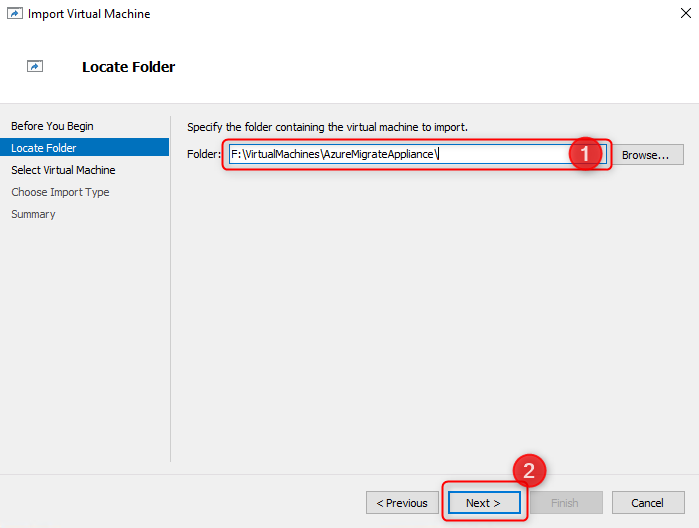 Import Virtual Machine
Locate Folder
Before You Begin
Locate Folder
Select Virtual Machine
Choose Import Type
Summary
Specify the folder containing the virtual machine to import.
Folder: F:\VirtualMachines\AzureMigrateAppliance\ 1 Browse...
2
< Previous Next > Finish Cancel